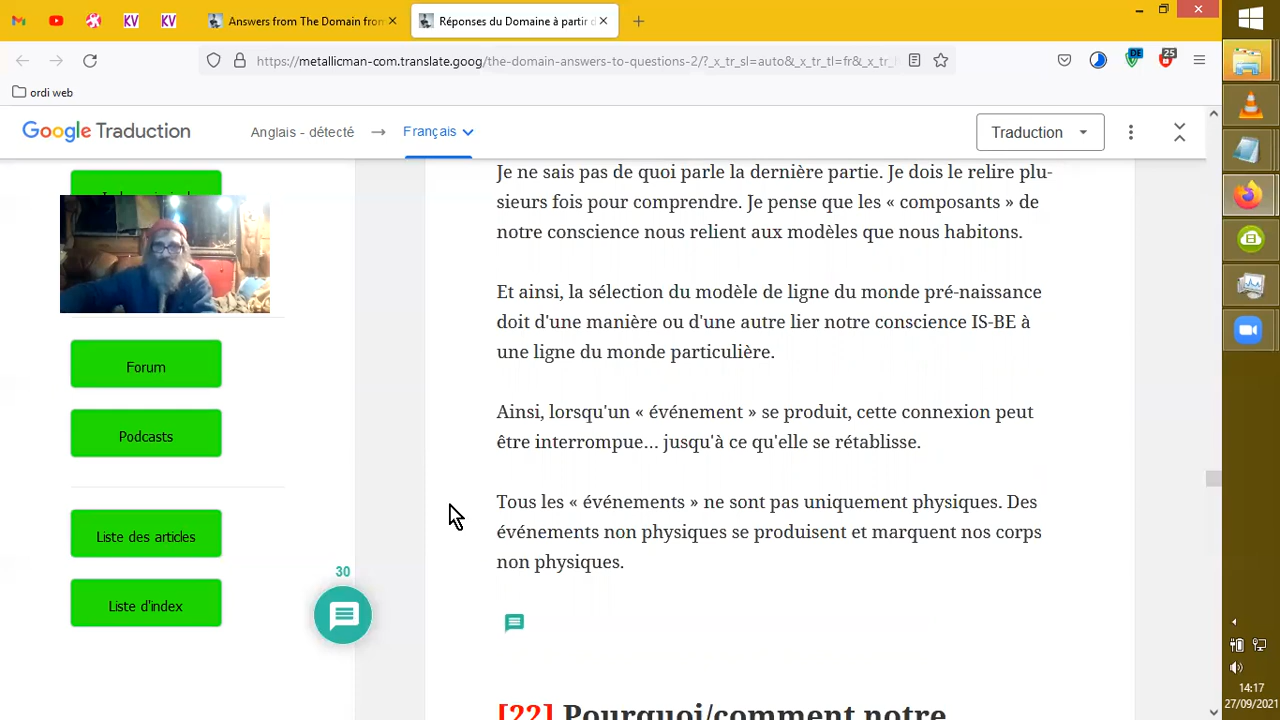 Answers from The Domain from
Réponses du Domaine à partir d
https://metallicman-com.translate.goog/the-domain-answers-to-questions-2/?_x_tr_sl=auto&_x_tr_tl=fr&_x_tr_
DE
25
ordi web
Google Traduction
Anglais - détecté → Français
Traduction
Forum
Podcasts
Liste des articles
Liste d'index
30
Je ne sais pas de quoi parle la dernière partie. Je dois le relire plu-
sieurs fois pour comprendre. Je pense que les « composants » de
notre conscience nous relient aux modèles que nous habitons.
Et ainsi, la sélection du modèle de ligne du monde pré-naissance
doit d'une manière ou d'une autre lier notre conscience IS-BE à
une ligne du monde particulière.
Ainsi, lorsqu'un « événement » se produit, cette connexion peut
être interrompue... jusqu'à ce qu'elle se rétablisse.
Tous les « événements » ne sont pas uniquement physiques. Des
événements non physiques se produisent et marquent nos corps
non physiques.
[22] Pourquoi/comment notre
14:17
27/09/2021